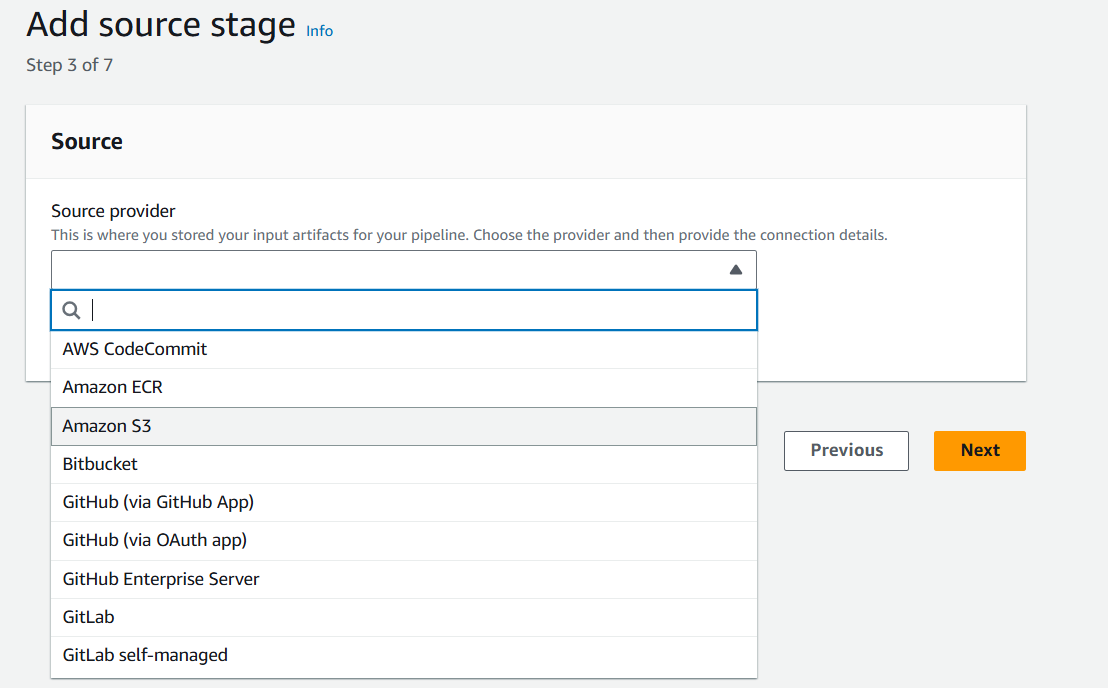 Add source stage Info
Step 3 of 7
Source
Source provider
This is where you stored your input artifacts for your pipeline. Choose the provider and then provide the connection details.
AWS CodeCommit
Amazon ECR
Amazon S3
Bitbucket
GitHub (via GitHub App)
GitHub (via OAuth app)
GitHub Enterprise Server
GitLab
GitLab self-managed
Previous
Next